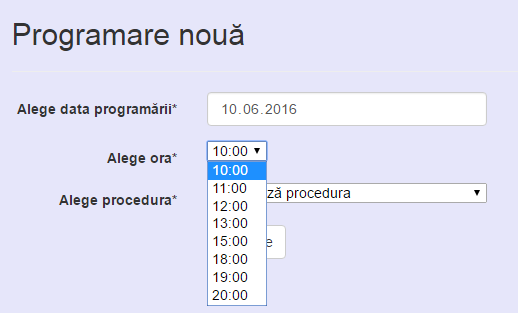 Programare nouă
Alege data programării*
10.06.2016
Alege ora*
10:00
10:00
11:00
12:00
13:00
15:00
18:00
19:00
20:00
Alege procedura*
procedura